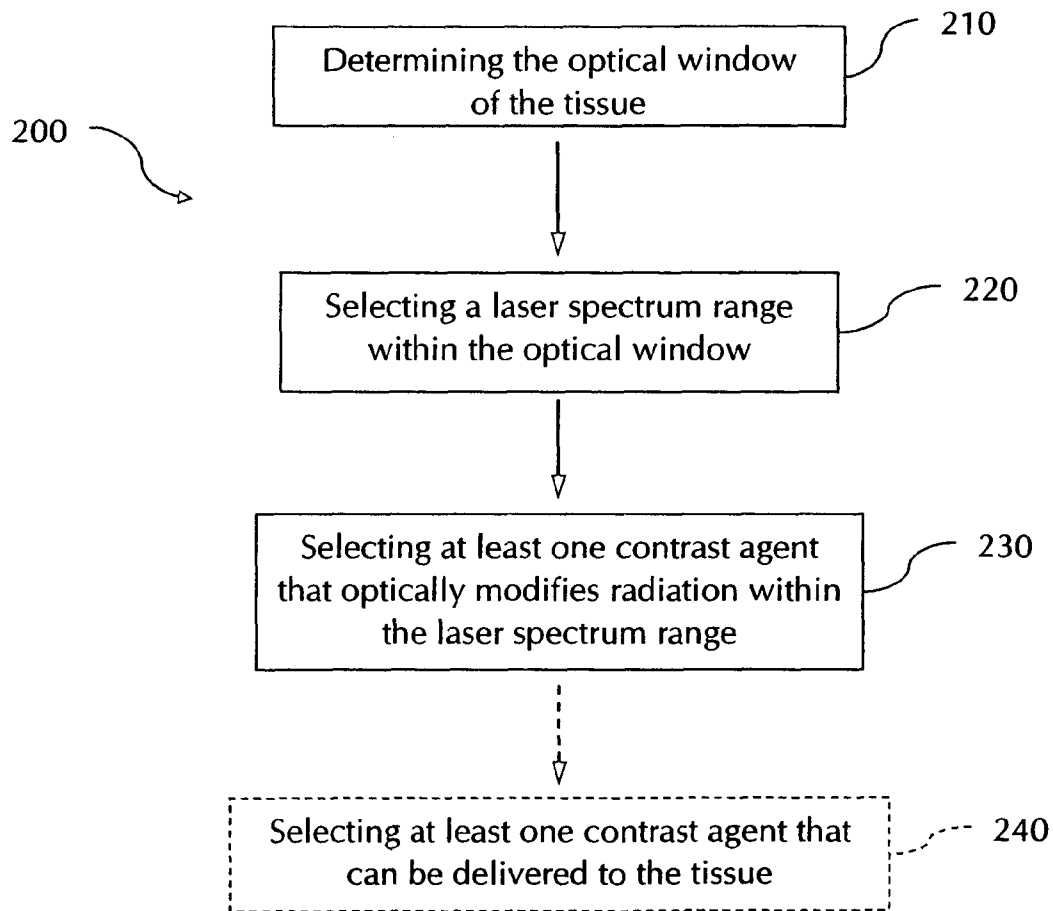 210
Determining the optical window
of the tissue
200
220
Selecting a laser spectrum range
within the optical window
230
Selecting at least one contrast agent
that optically modifies radiation within
the laser spectrum range
240
Selecting at least one contrast agent that
can be delivered to the tissue